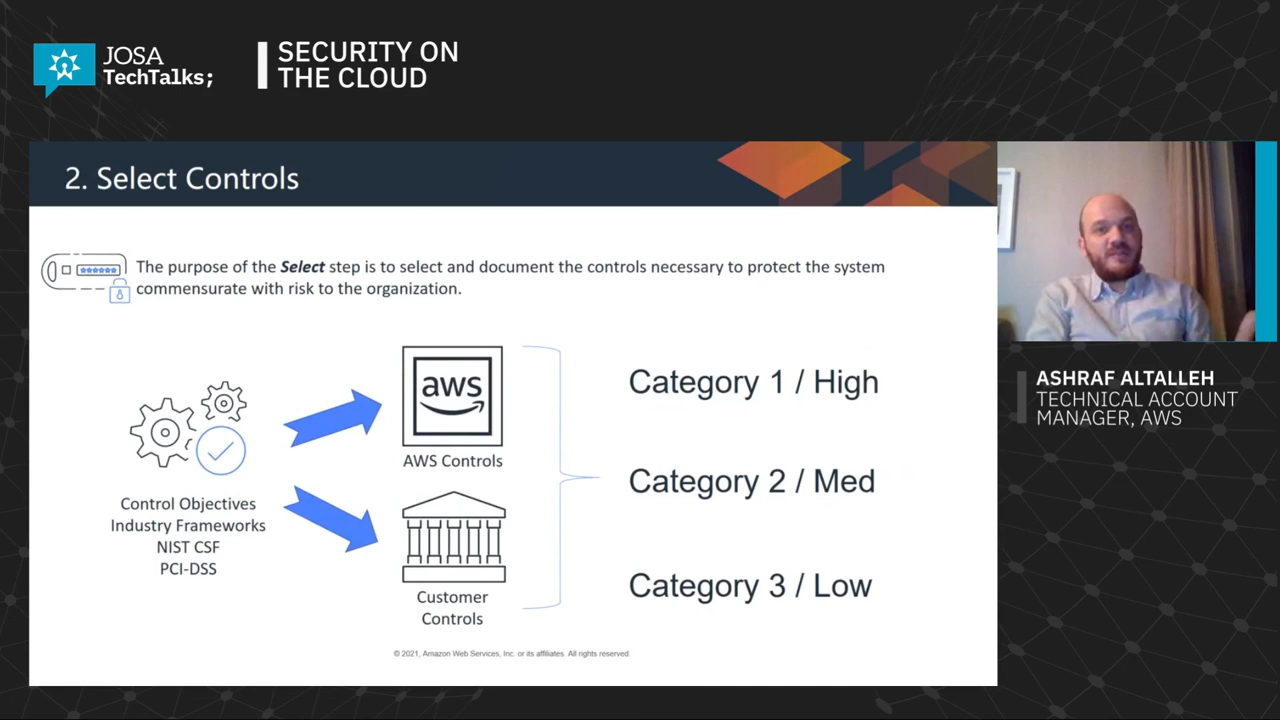 JOSA
TechTalks;
SECURITY ON
THE CLOUD
2. Select Controls
The purpose of the Select step is to select and document the controls necessary to protect the system
commensurate with risk to the organization.
aws
AWS Controls
Control Objectives
Industry Frameworks
NIST CSF
PCI-DSS
Customer
Controls
Category 1 / High
Category 2 / Med
Category 3 / Low
© 2021, Amazon Web Services, Inc. or its affiliates. All rights reserved.
ASHRAF ALTALLEH
TECHNICAL ACCOUNT
MANAGER, AWS